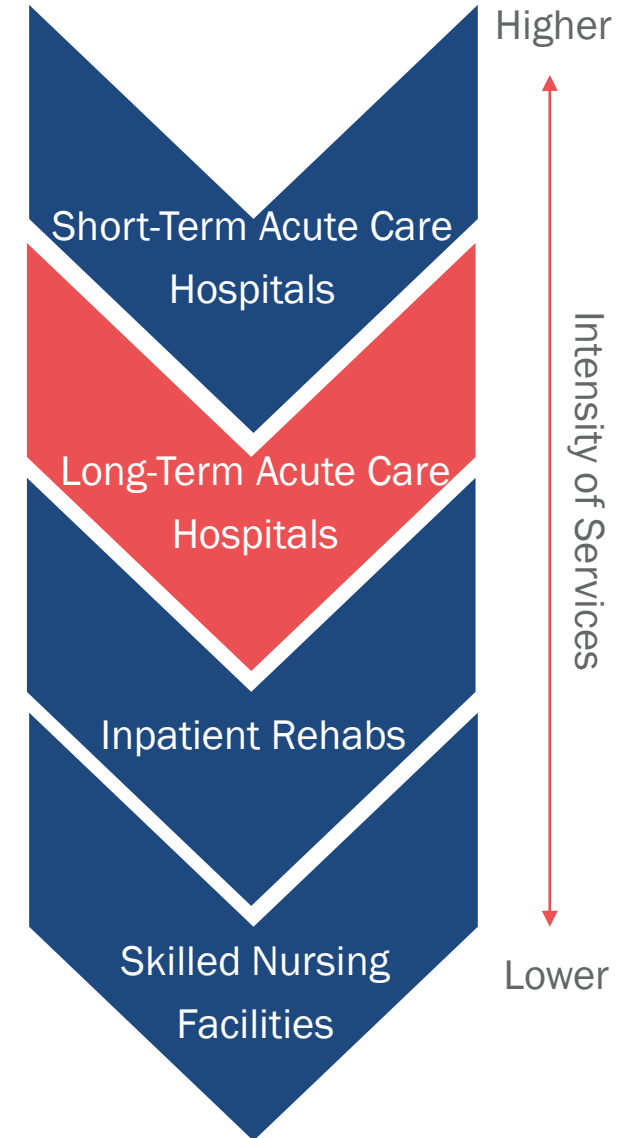 Higher
Short-Term Acute Care
Hospitals
Long-Term Acute Care
Hospitals
Inpatient Rehabs
Skilled Nursing
Facilities
Intensity of Services
Lower